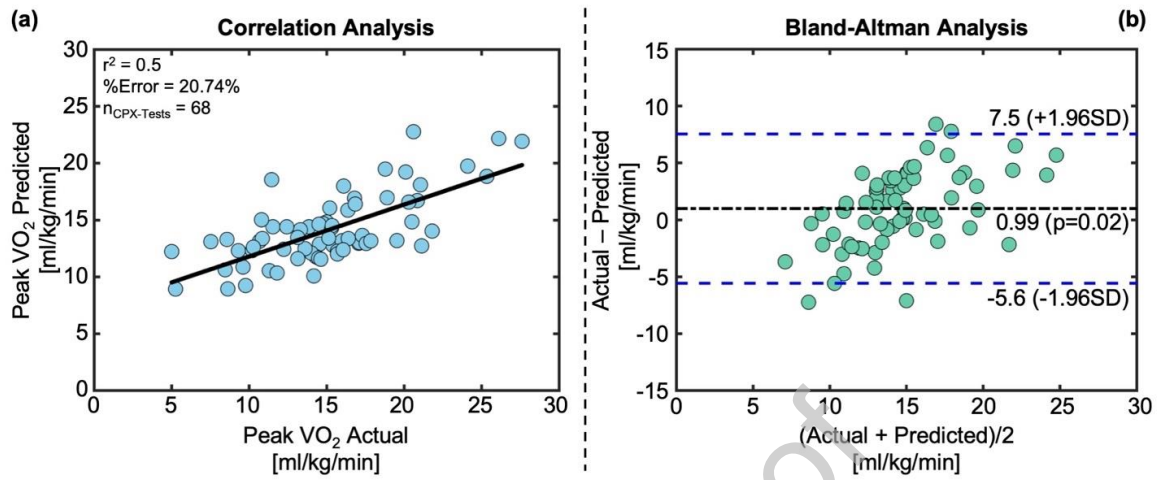 (a)
Correlation Analysis
r² = 0.5
%Error = 20.74%
nCPX-Tests = 68
30
25
20
15
10
5
0
0 5 10 15 20 25 30
Peak VO₂ Predicted
[ml/kg/min]
Peak VO₂ Actual
[ml/kg/min]
(b)
Bland-Altman Analysis
15
10
5
0
-5
-10
-15
0 5 10 15 20 25 30
7.5 (+1.96SD)
0.99 (p=0.02)
-5.6 (-1.96SD)
Actual – Predicted
[ml/kg/min]
(Actual + Predicted)/2
[ml/kg/min]
of